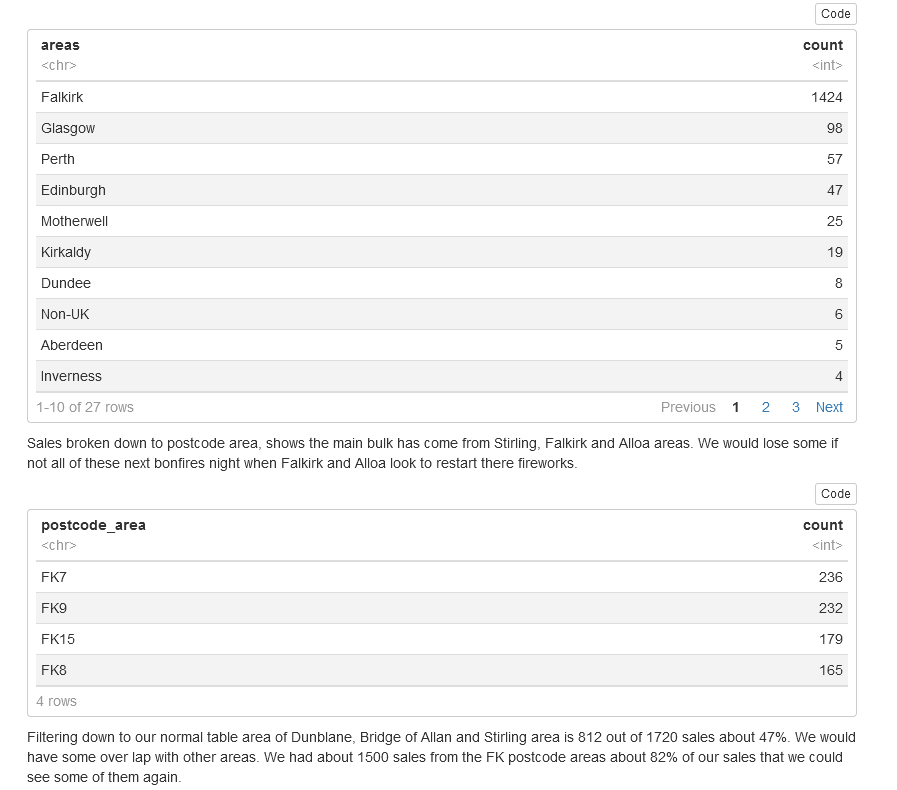 Code
areas count
<chr> <int>
Falkirk 1424
Glasgow 98
Perth 57
Edinburgh 47
Motherwell 25
Kirkaldy 19
Dundee 8
Non-UK 6
Aberdeen 5
Inverness 4
1-10 of 27 rows Previous 1 2 3 Next
Sales broken down to postcode area, shows the main bulk has come from Stirling, Falkirk and Alloa areas. We would lose some if
not all of these next bonfires night when Falkirk and Alloa look to restart there fireworks.
Code
postcode_area count
<chr> <int>
FK7 236
FK9 232
FK15 179
FK8 165
4 rows
Filtering down to our normal table area of Dunblane, Bridge of Allan and Stirling area is 812 out of 1720 sales about 47%. We would
have some over lap with other areas. We had about 1500 sales from the FK postcode areas about 82% of our sales that we could
see some of them again.